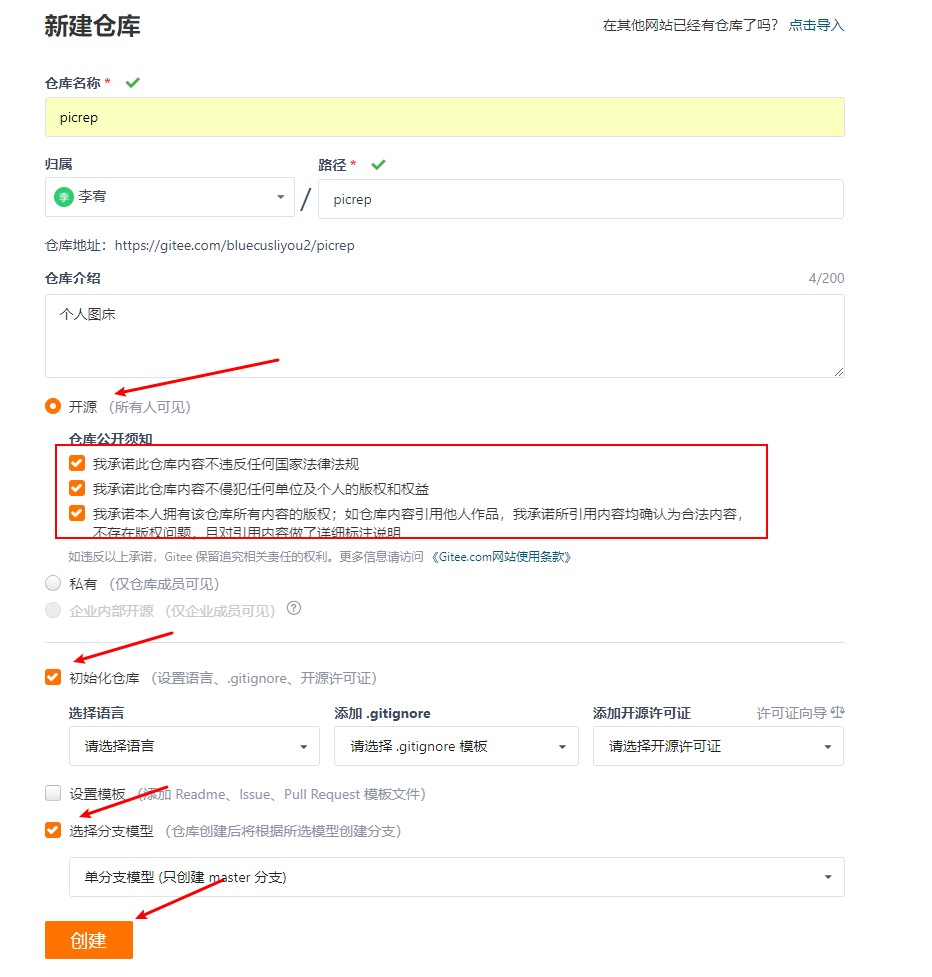 新建仓库
在其他网站已经有仓库了吗? 点击导入
仓库名称 *
picrep
归属
路径 *
李 李宥
/
picrep
仓库地址：https://gitee.com/bluecusliyou2/picrep
仓库介绍
4/200
个人图床
开源 （所有人可见）
仓库公开须知
我承诺此仓库内容不违反任何国家法律法规
我承诺此仓库内容不侵犯任何单位及个人的版权和权益
我承诺本人拥有该仓库所有内容的版权；如仓库内容引用他人作品，我承诺所引用内容均确认为合法内容，
不存在版权问题，且对引用内容做了详细标注说明
如违反以上承诺，Gitee 保留追究相关责任的权利。更多信息请访问 《Gitee.com网站使用条款》
私有 （仅仓库成员可见）
企业内部开源 （仅企业成员可见） ?
初始化仓库 （设置语言、.gitignore、开源许可证）
选择语言
添加 .gitignore
添加开源许可证
许可证向导
请选择语言
请选择 .gitignore 模板
请选择开源许可证
设置模板 （添加 Readme、Issue、Pull Request 模板文件）
选择分支模型 （仓库创建后将根据所选模型创建分支）
单分支模型 (只创建 master 分支)
创建